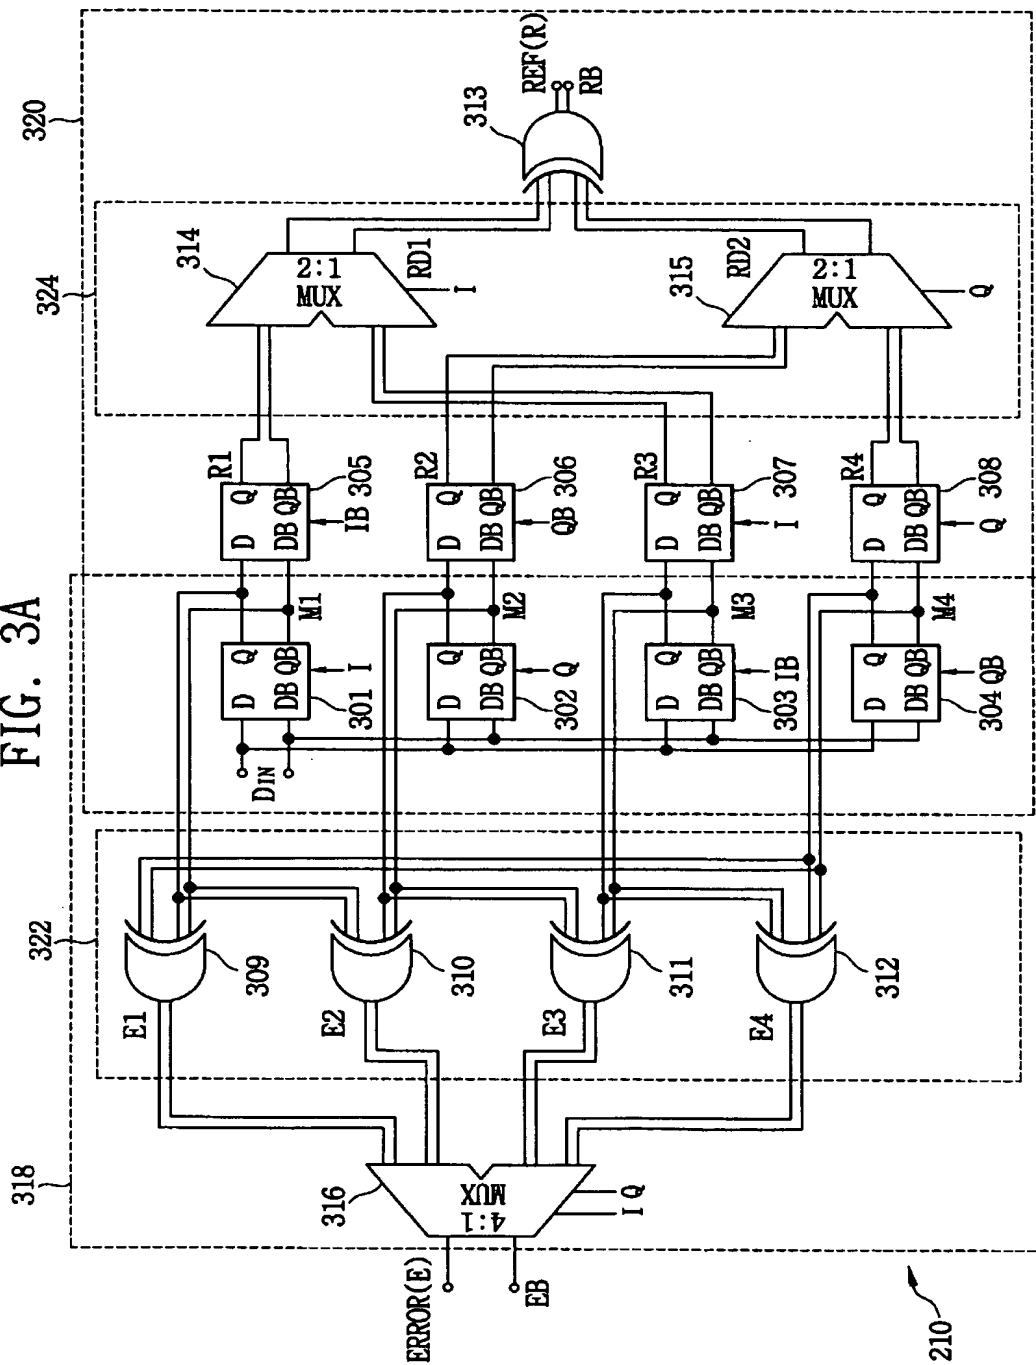 FIG. 3A
318
322
320
324
309
E1
310
E2
311
E3
312
E4
316
4:1
MUX
I Q
ERROR(E)
EB
210
DIN
D Q
DB QB
301
I
M1
D Q
DB QB
302
Q
M2
D Q
DB QB
303
IB
M3
D Q
DB QB
304
QB
M4
R1
D Q
DB QB
305
IB
R2
D Q
DB QB
306
QB
R3
D Q
DB QB
307
I
R4
D Q
DB QB
308
Q
314
2:1
MUX
RD1
I
315
RD2
2:1
MUX
Q
313
REF(R)
RB